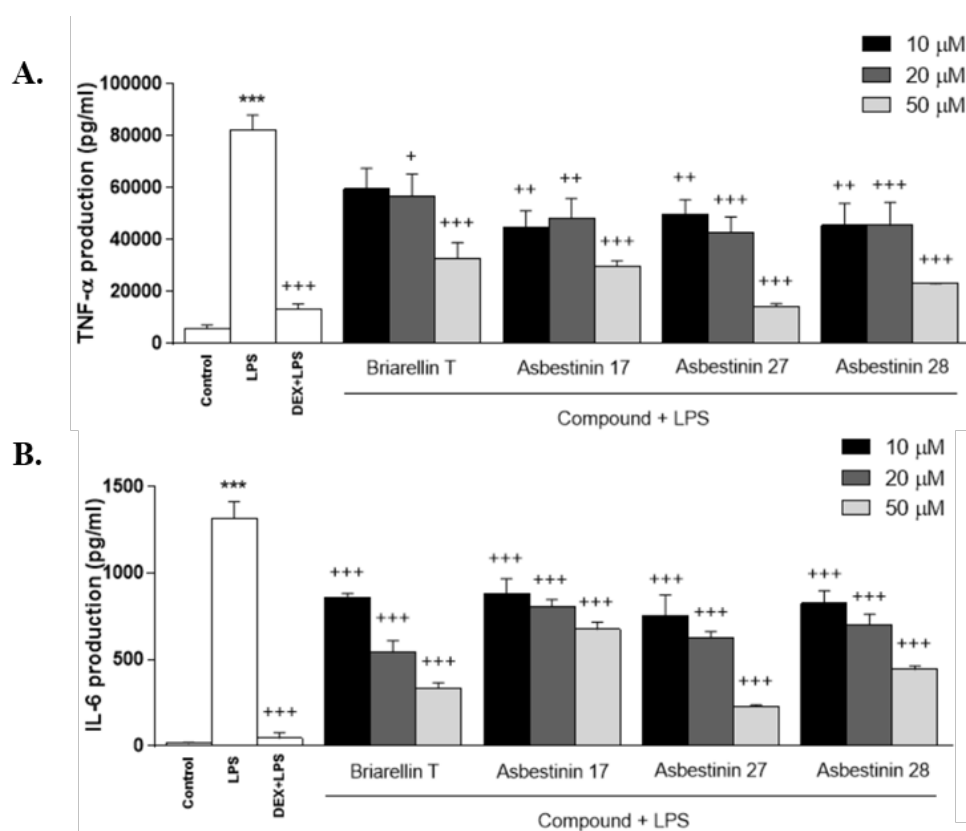 A.
TNF-α production (pg/ml)
100000
80000
60000
40000
20000
0
***
+++
+
+++
++
++
+++
++
+++
+++
++
+++
+++
10 μM
20 μM
50 μM
Control
LPS
DEX+LPS
Briarellin T
Asbestinin 17
Asbestinin 27
Asbestinin 28
Compound + LPS
B.
IL-6 production (pg/ml)
1500
1000
500
0
***
+++
+++
+++
+++
+++
+++
+++
+++
+++
+++
+++
+++
+++
10 μM
20 μM
50 μM
Control
LPS
DEX+LPS
Briarellin T
Asbestinin 17
Asbestinin 27
Asbestinin 28
Compound + LPS